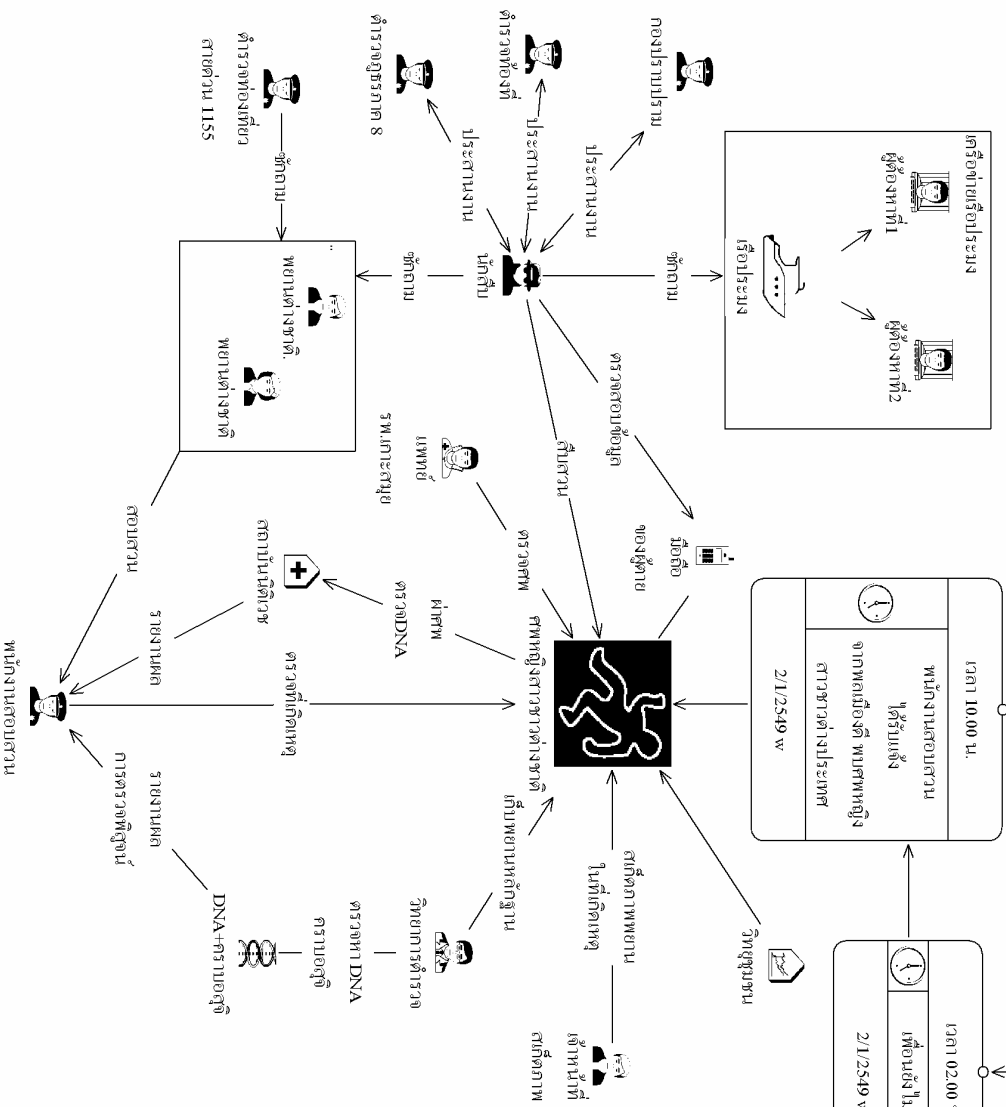 เครือข่ายเรือประมง
ผู้ต้องหาที่1
ผู้ต้องหาที่2
เรือประมง
เวลา 10.00 น.
พนักงานสอบสวน
ได้รับแจ้ง
จากพลเมืองดี พบศพหญิง
สาวชาวต่างประเทศ
2/1/2549 w
เวลา 02.00
เพื่อนยัง
2/1/2549 w
กองปราบปราม
ประสานงาน
ซักถาม
มือถือ
ของผู้ตาย
วิทยุชุมชน
ตรวจสอบข้อมูล
ตำรวจท้องที่
ประสานงาน
นักสืบ
สืบสวน
ศพหญิงสาวชาวต่างชาติ
สเก็ตภาพพยาน
ในที่เกิดเหตุ
เจ้าหน้าที่
สเก็ตภาพ
ตำรวจภูธรภาค 8
ประสานงาน
ซักถาม
ตรวจศพ
เก็บพยานหลักฐาน
แพทย์
รพ.เกาะสมุย
ผ่าศพ
ตรวจDNA
วิทยาการตำรวจ
ตรวจหา DNA
คราบอสุจิ
ตำรวจท่องเที่ยว
สายด่วน 1155
ซักถาม
พยานต่างชาติ.
พยานต่างชาติ
สถาบันนิติเวช
ตรวจที่เกิดเหตุ
DNA+คราบอสุจิ
สอบสวน
รายงานผล
รายงานผล
การตรวจพิสูจน์
พนักงานสอบสวน